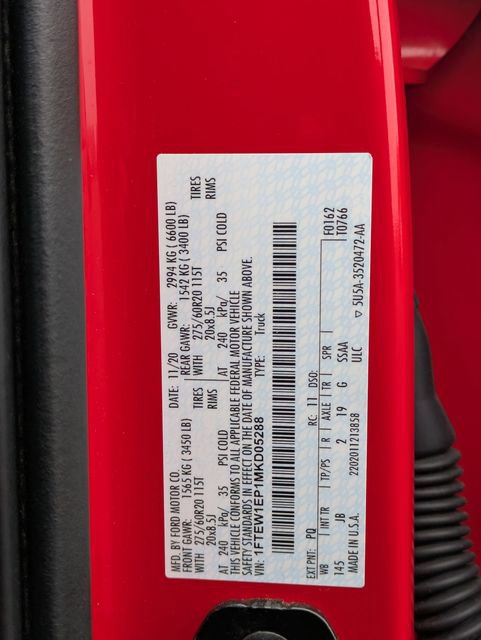 MFD. BY FORD MOTOR CO.
DATE: 11/20 GVWR: 2994 KG ( 6600 LB)
FRONT GAWR: 1565 KG ( 3450 LB) REAR GAWR: 1542 KG ( 3400 LB)
WITH 275/60R20 115T TIRES WITH 275/60R20 115T TIRES
20x8.5J RIMS 20x8.5J RIMS
AT 240 kPa/ 35 PSI COLD AT 240 kPa/ 35 PSI COLD
THIS VEHICLE CONFORMS TO ALL APPLICABLE FEDERAL MOTOR VEHICLE
SAFETY STANDARDS IN EFFECT ON THE DATE OF MANUFACTURE SHOWN ABOVE.
VIN: 1FTEW1EP1MKD05288 TYPE: Truck
EXT PNT: PQ RC: 11 DSO: F0162
WB INT TR TP/PS R AXLE TR SPR T0766
145 JB 2 19 G SSAA
MADE IN U.S.A. 2202011213858 ULC ▽ 5U5A-3520472-AA